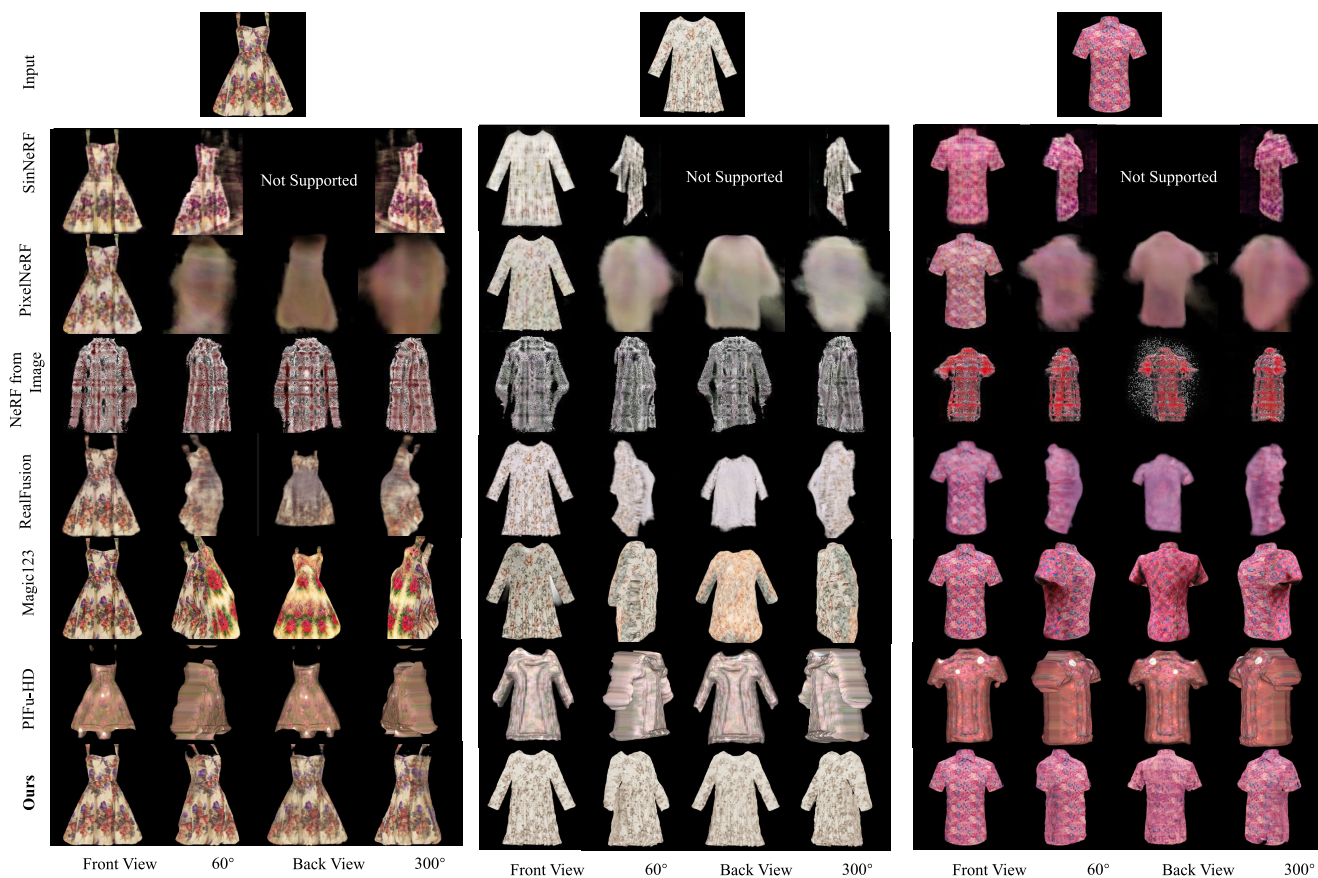 Input
SinNeRF
Not Supported
Not Supported
Not Supported
PixelNeRF
NeRF from
Image
RealFusion
Magic123
PIFu-HD
Ours
Front View 60° Back View 300°
Front View 60° Back View 300°
Front View 60° Back View 300°